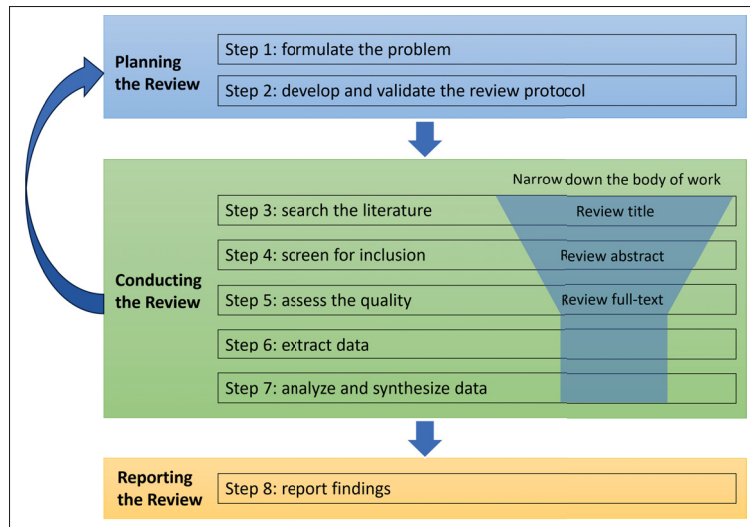 Planning
the Review
Step 1: formulate the problem
Step 2: develop and validate the review protocol
Narrow down the body of work
Conducting
the Review
Step 3: search the literature
Review title
Step 4: screen for inclusion
Review abstract
Step 5: assess the quality
Review full-text
Step 6: extract data
Step 7: analyze and synthesize data
Reporting
the Review
Step 8: report findings